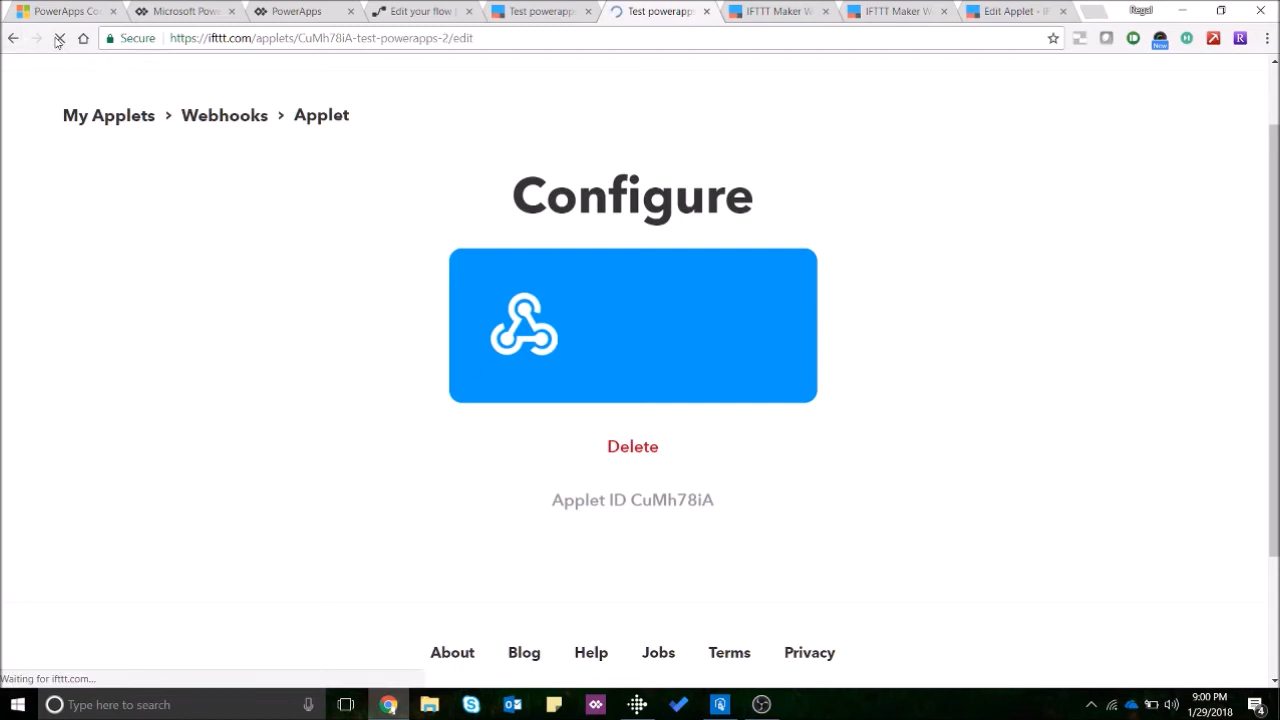 PowerApps Co
Microsoft Pow
PowerApps
Edit your flow
Test powerapp
Test powerapp
IFTTT Maker W
IFTTT Maker W
Edit Applet - IF
Secure
https://ifttt.com/applets/CuMh78iA-test-powerapps-2/edit
Now
My Applets > Webhooks > Applet
Configure
Delete
Applet ID CuMh78iA
About Blog Help Jobs Terms Privacy
Waiting for ifttt.com...
Type here to search
9:00 PM
1/29/2018
4